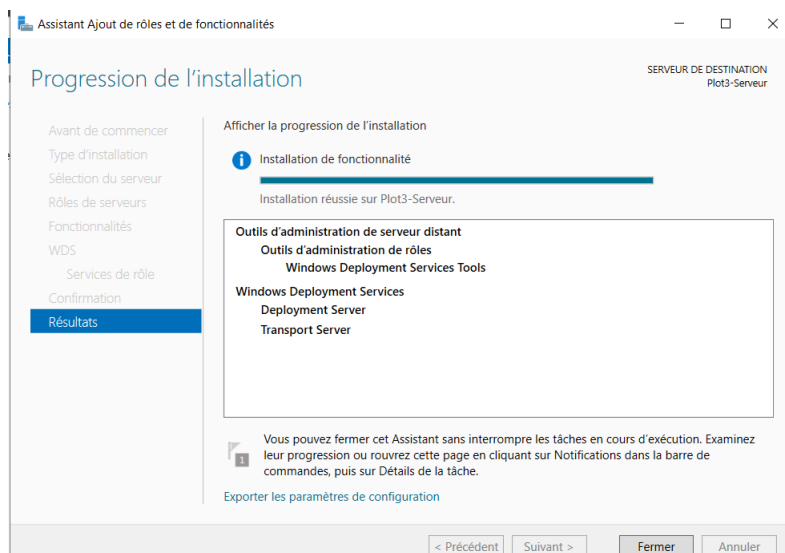 Assistant Ajout de rôles et de fonctionnalités
Progression de l'installation
SERVEUR DE DESTINATION
Plot3-Serveur
Avant de commencer
Type d'installation
Sélection du serveur
Rôles de serveurs
Fonctionnalités
WDS
Services de rôle
Confirmation
Résultats
Afficher la progression de l'installation
Installation de fonctionnalité
Installation réussie sur Plot3-Serveur.
Outils d'administration de serveur distant
Outils d'administration de rôles
Windows Deployment Services Tools
Windows Deployment Services
Deployment Server
Transport Server
1
Vous pouvez fermer cet Assistant sans interrompre les tâches en cours d'exécution. Examinez
leur progression ou rouvrez cette page en cliquant sur Notifications dans la barre de
commandes, puis sur Détails de la tâche.
Exporter les paramètres de configuration
< Précédent
Suivant >
Fermer
Annuler